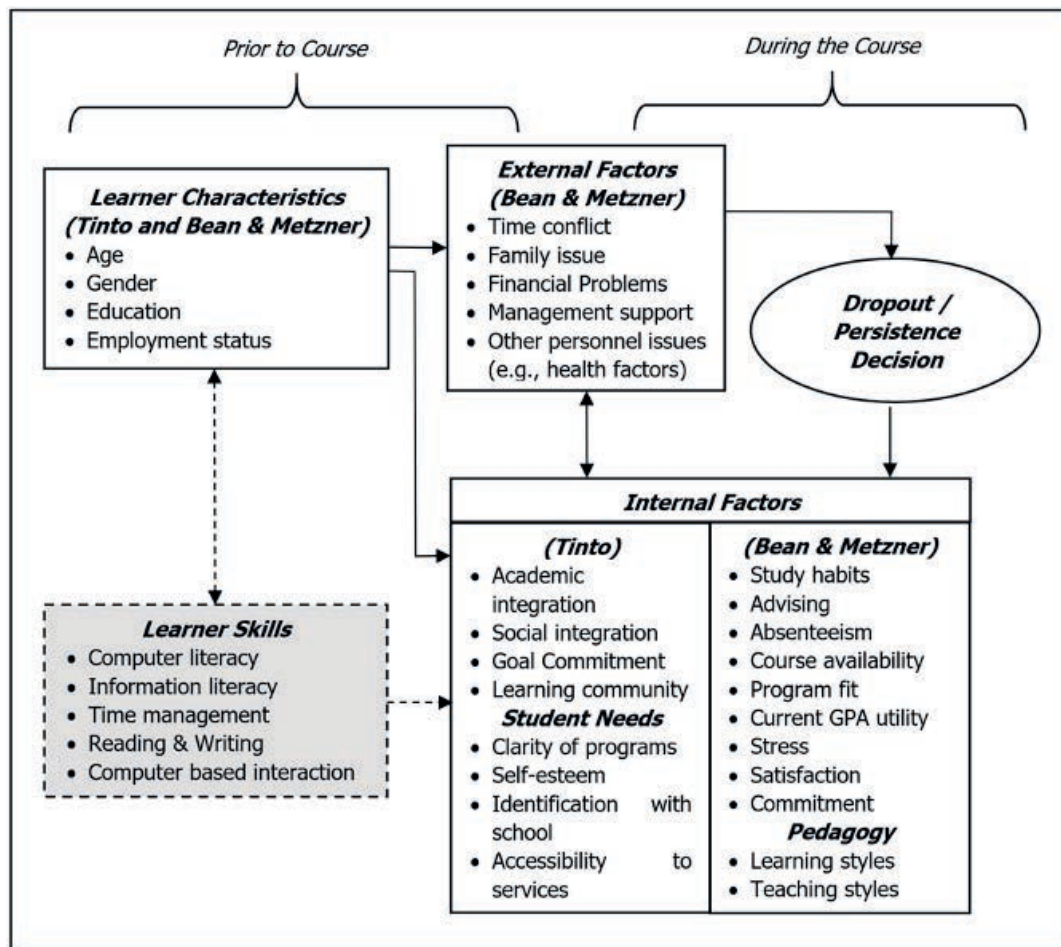 Prior to Course
During the Course
Learner Characteristics
(Tinto and Bean & Metzner)
• Age
• Gender
• Education
• Employment status
External Factors
(Bean & Metzner)
• Time conflict
• Family issue
• Financial Problems
• Management support
• Other personnel issues
(e.g., health factors)
Dropout /
Persistence
Decision
Learner Skills
• Computer literacy
• Information literacy
• Time management
• Reading & Writing
• Computer based interaction
Internal Factors
(Tinto)
• Academic
integration
• Social integration
• Goal Commitment
• Learning community
Student Needs
• Clarity of programs
• Self-esteem
• Identification with
school
• Accessibility to
services
(Bean & Metzner)
• Study habits
• Advising
• Absenteeism
• Course availability
• Program fit
• Current GPA utility
• Stress
• Satisfaction
• Commitment
Pedagogy
• Learning styles
• Teaching styles